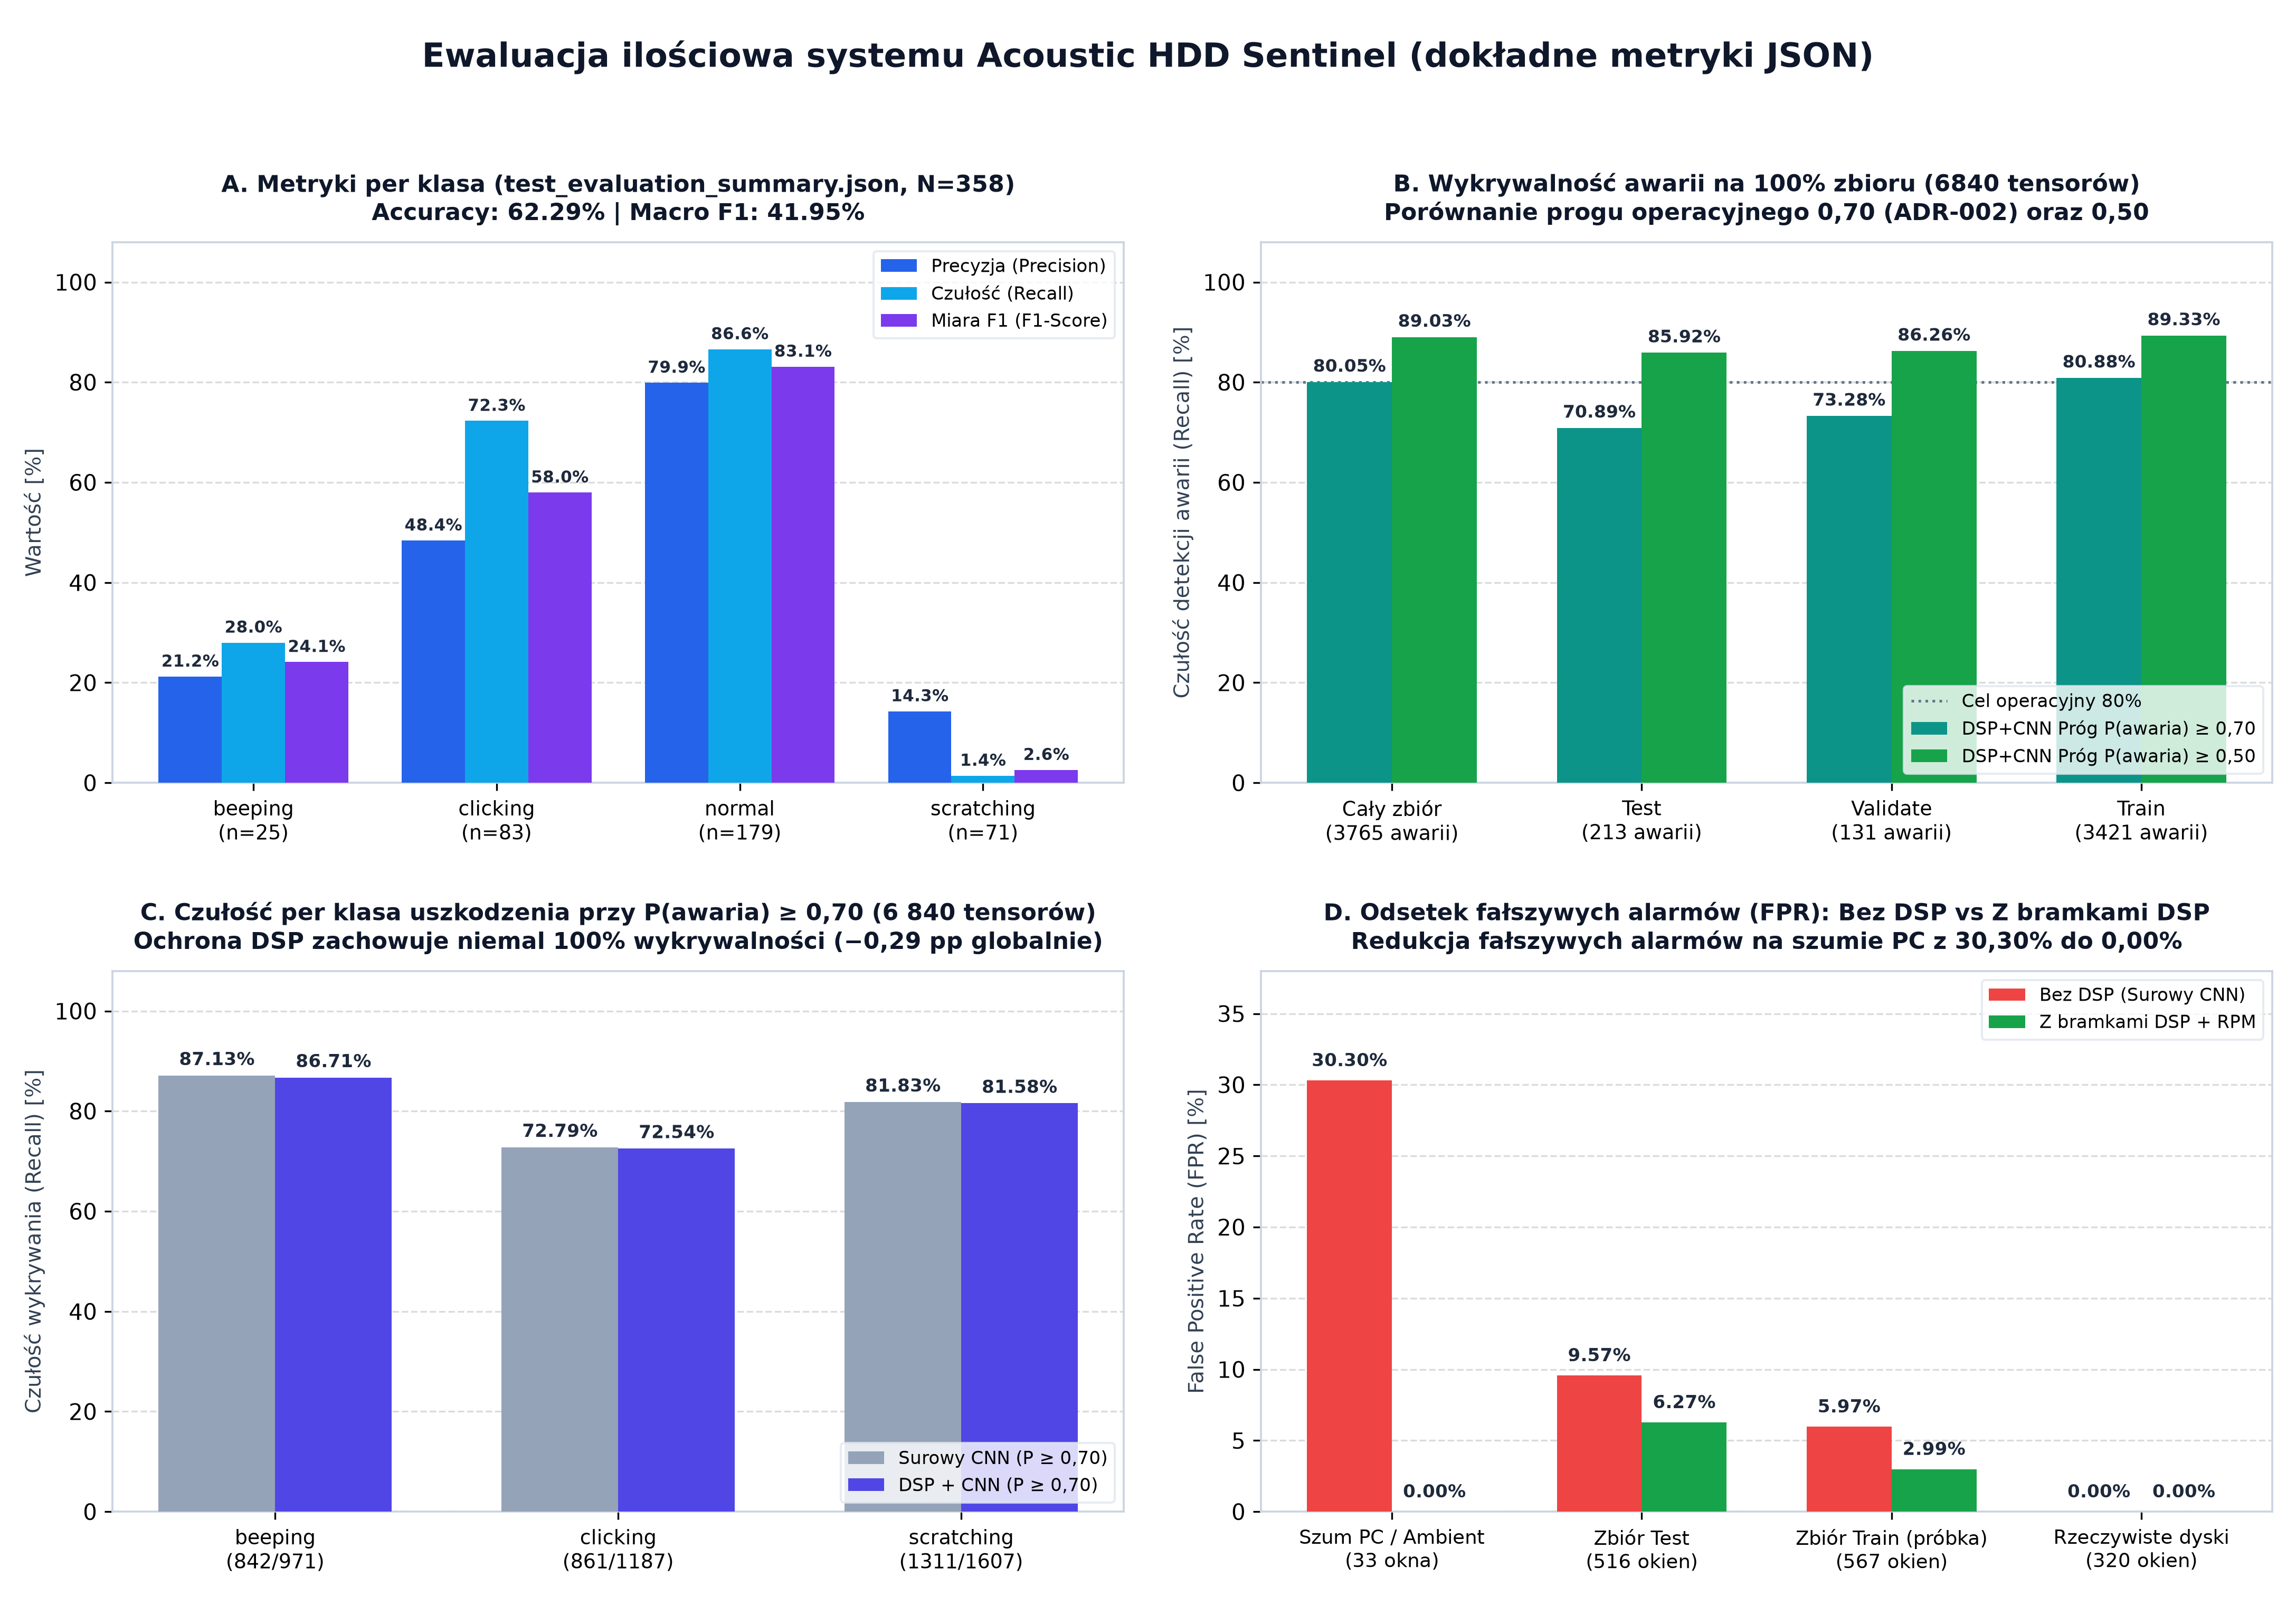 Ewaluacja ilościowa systemu Acoustic HDD Sentinel (dokładne metryki JSON)
A. Metryki per klasa (test_evaluation_summary.json, N=358)
Accuracy: 62.29% | Macro F1: 41.95%
Wartość [%]
100
80
60
40
20
0
Precyzja (Precision)
Czułość (Recall)
Miara F1 (F1-Score)
21.2%
28.0%
24.1%
48.4%
72.3%
58.0%
79.9%
86.6%
83.1%
14.3%
1.4%
2.6%
beeping
(n=25)
clicking
(n=83)
normal
(n=179)
scratching
(n=71)
B. Wykrywalność awarii na 100% zbioru (6840 tensorów)
Porównanie progu operacyjnego 0,70 (ADR-002) oraz 0,50
Czułość detekcji awarii (Recall) [%]
100
80
60
40
20
0
80.05%
89.03%
70.89%
85.92%
73.28%
86.26%
80.88%
89.33%
Cel operacyjny 80%
DSP+CNN Próg P(awaria) ≥ 0,70
DSP+CNN Próg P(awaria) ≥ 0,50
Cały zbiór
(3765 awarii)
Test
(213 awarii)
Validate
(131 awarii)
Train
(3421 awarii)
C. Czułość per klasa uszkodzenia przy P(awaria) ≥ 0,70 (6 840 tensorów)
Ochrona DSP zachowuje niemal 100% wykrywalności (−0,29 pp globalnie)
Czułość wykrywania (Recall) [%]
100
80
60
40
20
0
87.13%
86.71%
72.79%
72.54%
81.83%
81.58%
Surowy CNN (P ≥ 0,70)
DSP + CNN (P ≥ 0,70)
beeping
(842/971)
clicking
(861/1187)
scratching
(1311/1607)
D. Odsetek fałszywych alarmów (FPR): Bez DSP vs Z bramkami DSP
Redukcja fałszywych alarmów na szumie PC z 30,30% do 0,00%
False Positive Rate (FPR) [%]
35
30
25
20
15
10
5
0
Bez DSP (Surowy CNN)
Z bramkami DSP + RPM
30.30%
0.00%
9.57%
6.27%
5.97%
2.99%
0.00%
0.00%
Szum PC / Ambient
(33 okna)
Zbiór Test
(516 okien)
Zbiór Train (próbka)
(567 okien)
Rzeczywiste dyski
(320 okien)